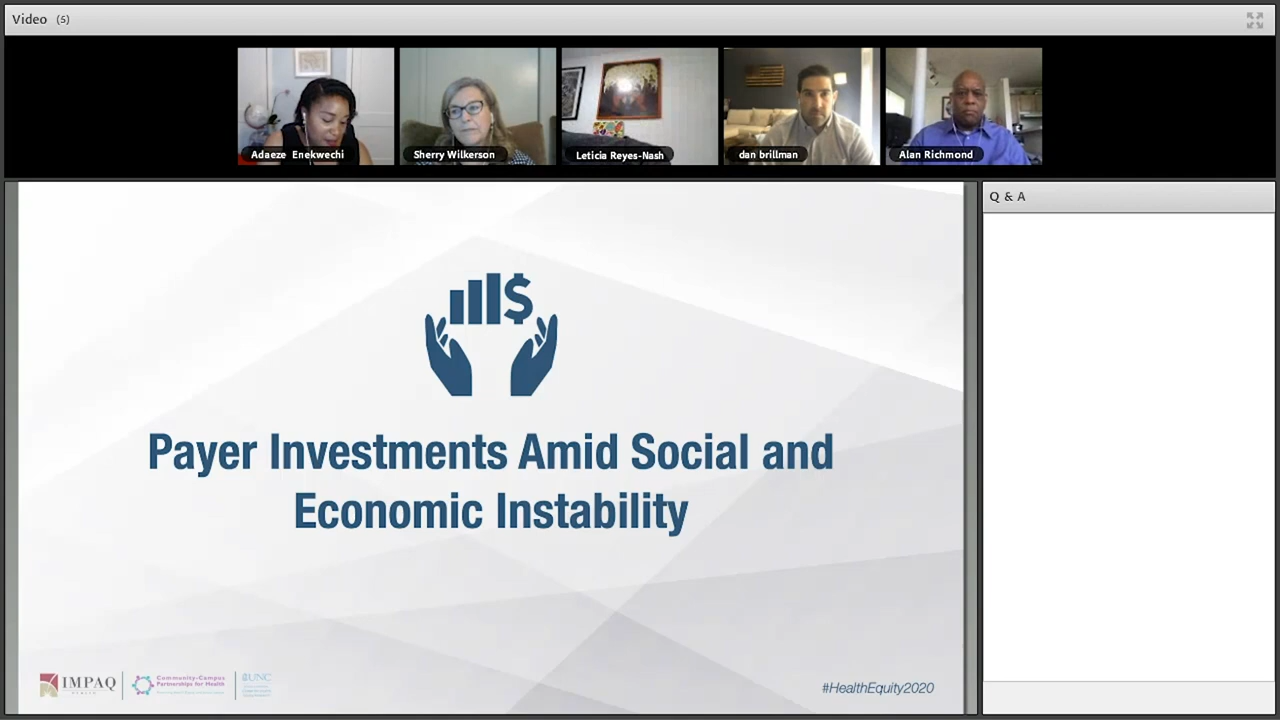 Video (5)
Adaeze Enekwechi
Sherry Wilkerson
Leticia Reyes-Nash
dan brillman
Alan Richmond
Q & A
$
Payer Investments Amid Social and
Economic Instability
IMPAQ
HEALTH
Community-Campus
Partnerships for Health
UNC
#HealthEquity2020